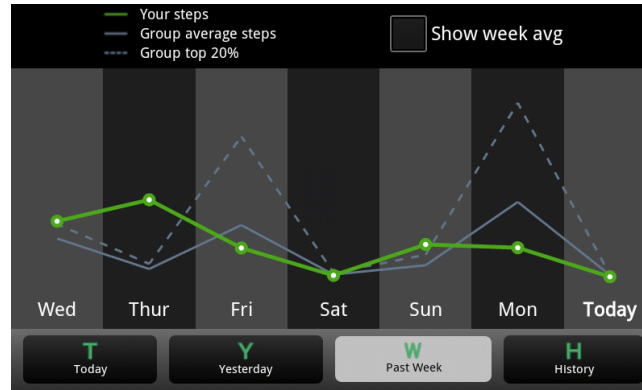 Your steps
Group average steps
Group top 20%
Show week avg
Wed Thur Fri Sat Sun Mon Today
T Y W H
Today Yesterday Past Week History